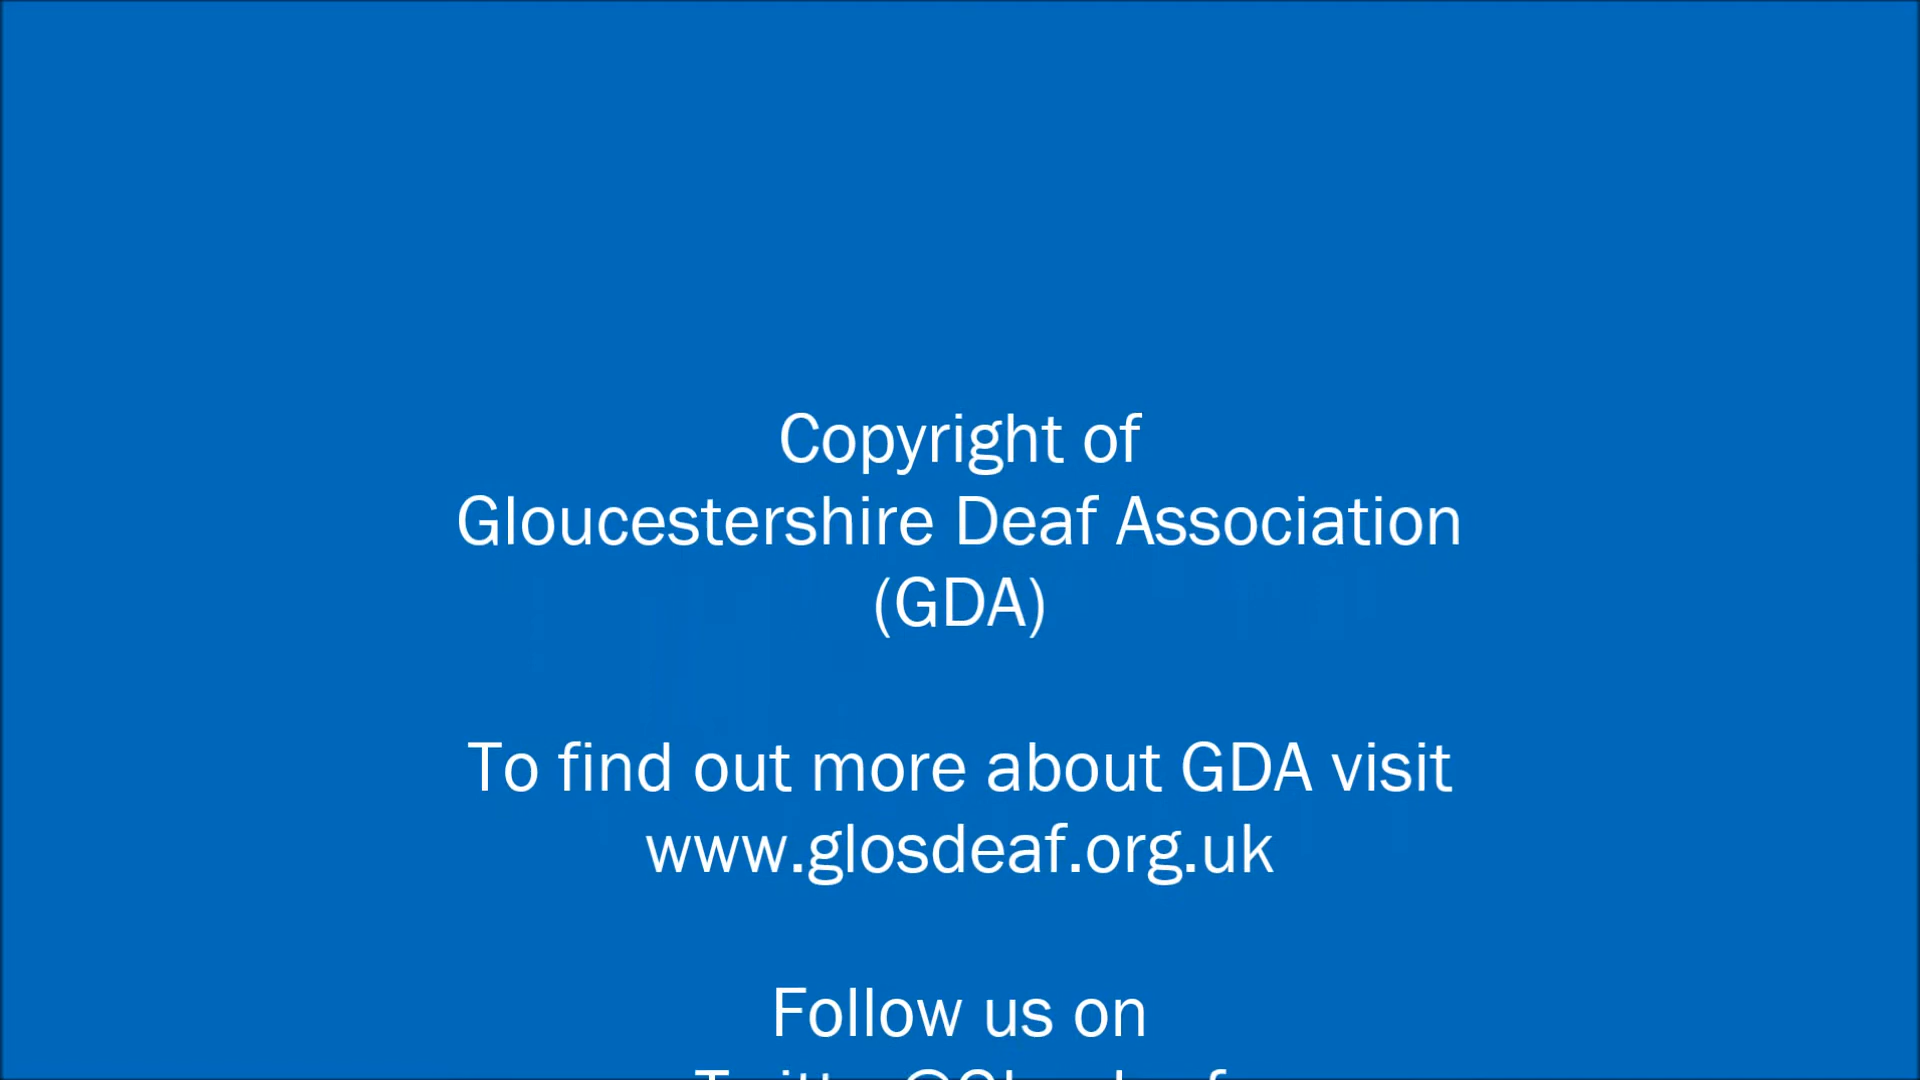 Copyright of
Gloucestershire Deaf Association
(GDA)
To find out more about GDA visit
www.glosdeaf.org.uk
Follow us on